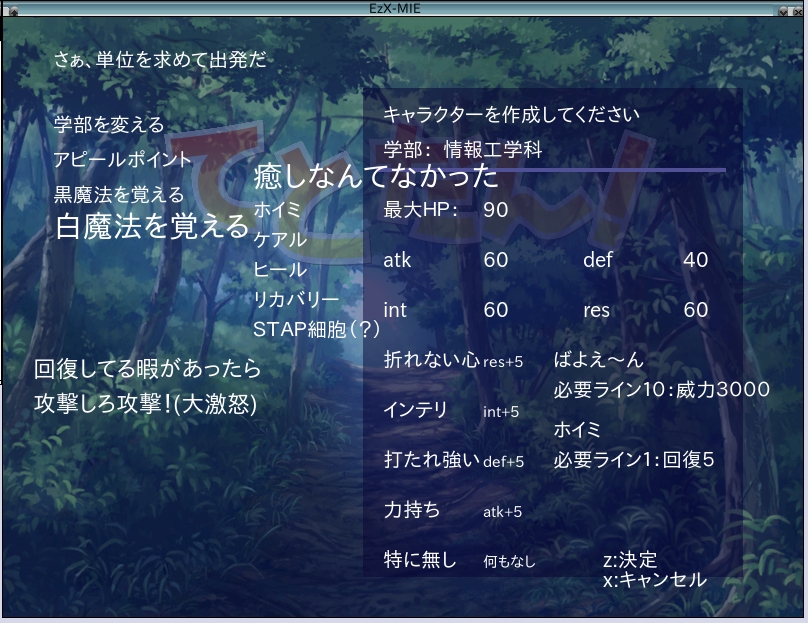 EzX-MIE
さぁ、単位を求めて出発だ
学部を変える
アピールポイント
黒魔法を覚える
白魔法を覚える
癒しなんてなかった
ホイミ
ケアル
ヒール
リカバリー
STAP細胞(?)
回復してる暇があったら
攻撃しろ攻撃!(大激怒)
キャラクターを作成してください
学部: 情報工学科
最大HP: 90
atk 60 def 40
int 60 res 60
折れない心 res+5
インテリ int+5
打たれ強い def+5
力持ち atk+5
特に無し 何もなし
ばよえ～ん
必要ライン10:威力3000
ホイミ
必要ライン1:回復5
z:決定
x:キャンセル